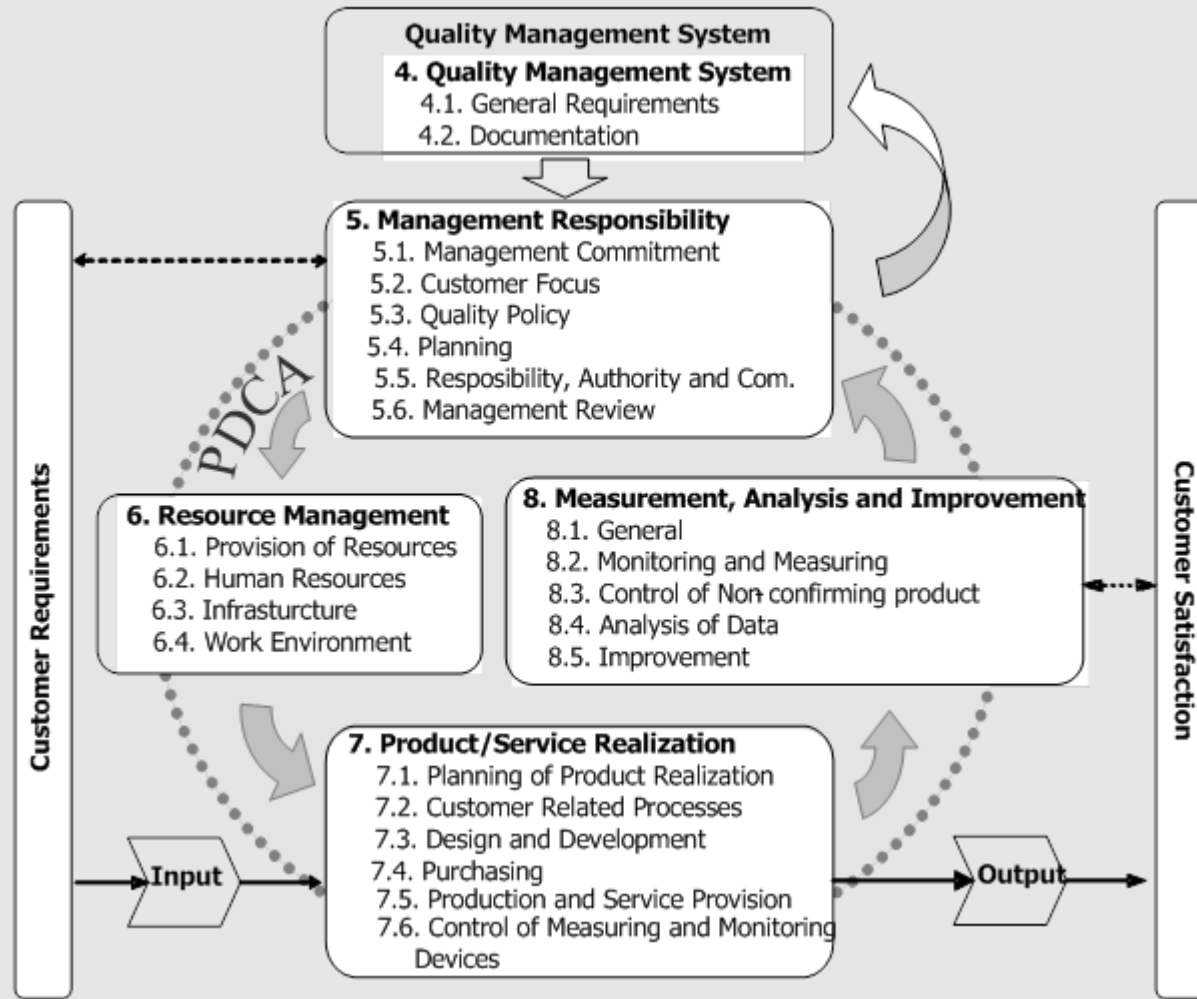 Quality Management System
4. Quality Management System
4.1. General Requirements
4.2. Documentation
5. Management Responsibility
5.1. Management Commitment
5.2. Customer Focus
5.3. Quality Policy
5.4. Planning
5.5. Resposibility, Authority and Com.
5.6. Management Review
PDCA
Customer Requirements
6. Resource Management
6.1. Provision of Resources
6.2. Human Resources
6.3. Infrasturcture
6.4. Work Environment
8. Measurement, Analysis and Improvement
8.1. General
8.2. Monitoring and Measuring
8.3. Control of Non-confirming product
8.4. Analysis of Data
8.5. Improvement
Customer Satisfaction
7. Product/Service Realization
7.1. Planning of Product Realization
7.2. Customer Related Processes
7.3. Design and Development
7.4. Purchasing
7.5. Production and Service Provision
7.6. Control of Measuring and Monitoring
Devices
Input
Output